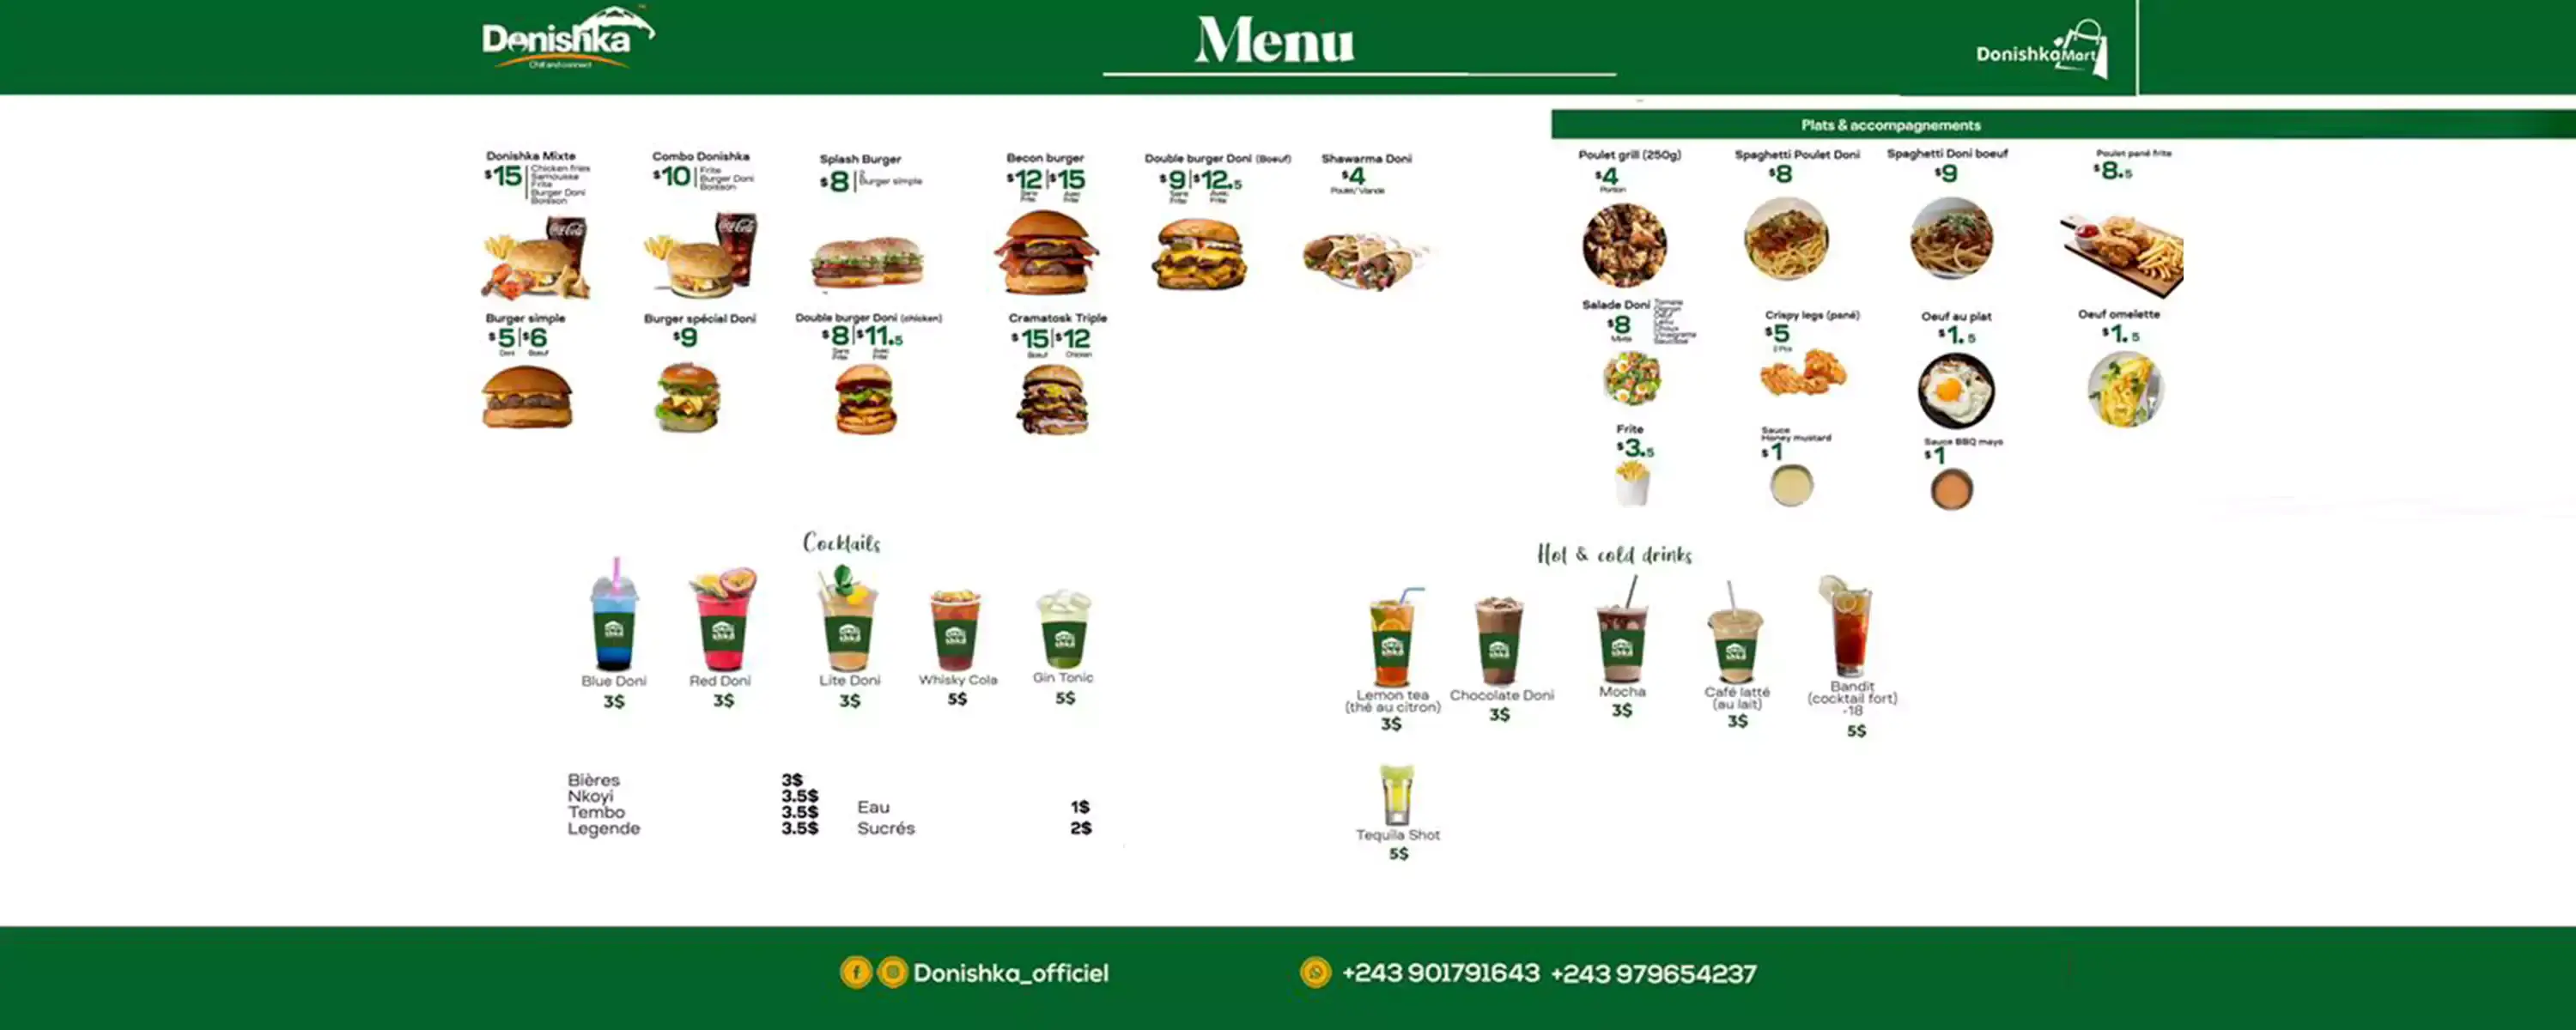 Donishka
Chill and connect
Menu
DonishkaMart
Donishka Mixte
$15
Chicken fries
Samoussa
Frite
Burger Doni
Boisson
Combo Donishka
$10
Frite
Burger Doni
Boisson
Splash Burger
$8
2
Burger simple
Becon burger
$12|$15
Sans Frite
Avec Frite
Double burger Doni (Boeuf)
$9|$12.5
Sans Frite
Avec Frite
Shawarma Doni
$4
Poulet/Viande
Burger simple
$5|$6
Doni Boeuf
Burger spécial Doni
$9
Double burger Doni (chicken)
$8|$11.5
Sans Frite
Avec Frite
Cramatosk Triple
$15|$12
Boeuf Chicken
Plats & accompagnements
Poulet grill (250g)
$4
Portion
Spaghetti Poulet Doni
$8
Spaghetti Doni boeuf
$9
Poulet pané frite
$8.5
Salade Doni
$8
Mixte
Tomate
Oignon
Oeuf
Choux
Vinaigrette
Saucisse
Crispy legs (pané)
$5
2 Pcs
Oeuf au plat
$1.5
Oeuf omelette
$1.5
Frite
$3.5
Sauce
Honey mustard
$1
Sauce BBQ mayo
$1
Cocktails
Blue Doni
3$
Red Doni
3$
Lite Doni
3$
Whisky Cola
5$
Gin Tonic
5$
Hot & cold drinks
Lemon tea
(thé au citron)
3$
Chocolate Doni
3$
Mocha
3$
Café latté
(au lait)
3$
Bandit
(cocktail fort)
-18
5$
Bières 3$
Nkoyi 3.5$
Tembo 3.5$
Legende 3.5$
Eau 1$
Sucrés 2$
Tequila Shot
5$
Donishka_officiel
+243 901791643 +243 979654237